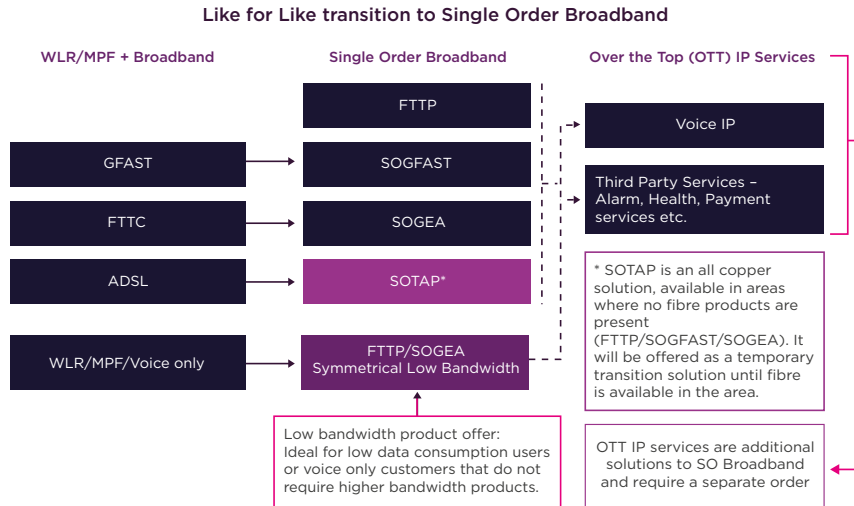 Like for Like transition to Single Order Broadband
WLR/MPF + Broadband
Single Order Broadband
Over the Top (OTT) IP Services
FTTP
Voice IP
GFAST
SOGFAST
Third Party Services –
Alarm, Health, Payment
services etc.
FTTC
SOGEA
ADSL
SOTAP*
* SOTAP is an all copper
solution, available in areas
where no fibre products are
present
(FTTP/SOGFAST/SOGEA). It
will be offered as a temporary
transition solution until fibre
is available in the area.
WLR/MPF/Voice only
FTTP/SOGEA
Symmetrical Low Bandwidth
Low bandwidth product offer:
Ideal for low data consumption users
or voice only customers that do not
require higher bandwidth products.
OTT IP services are additional
solutions to SO Broadband
and require a separate order